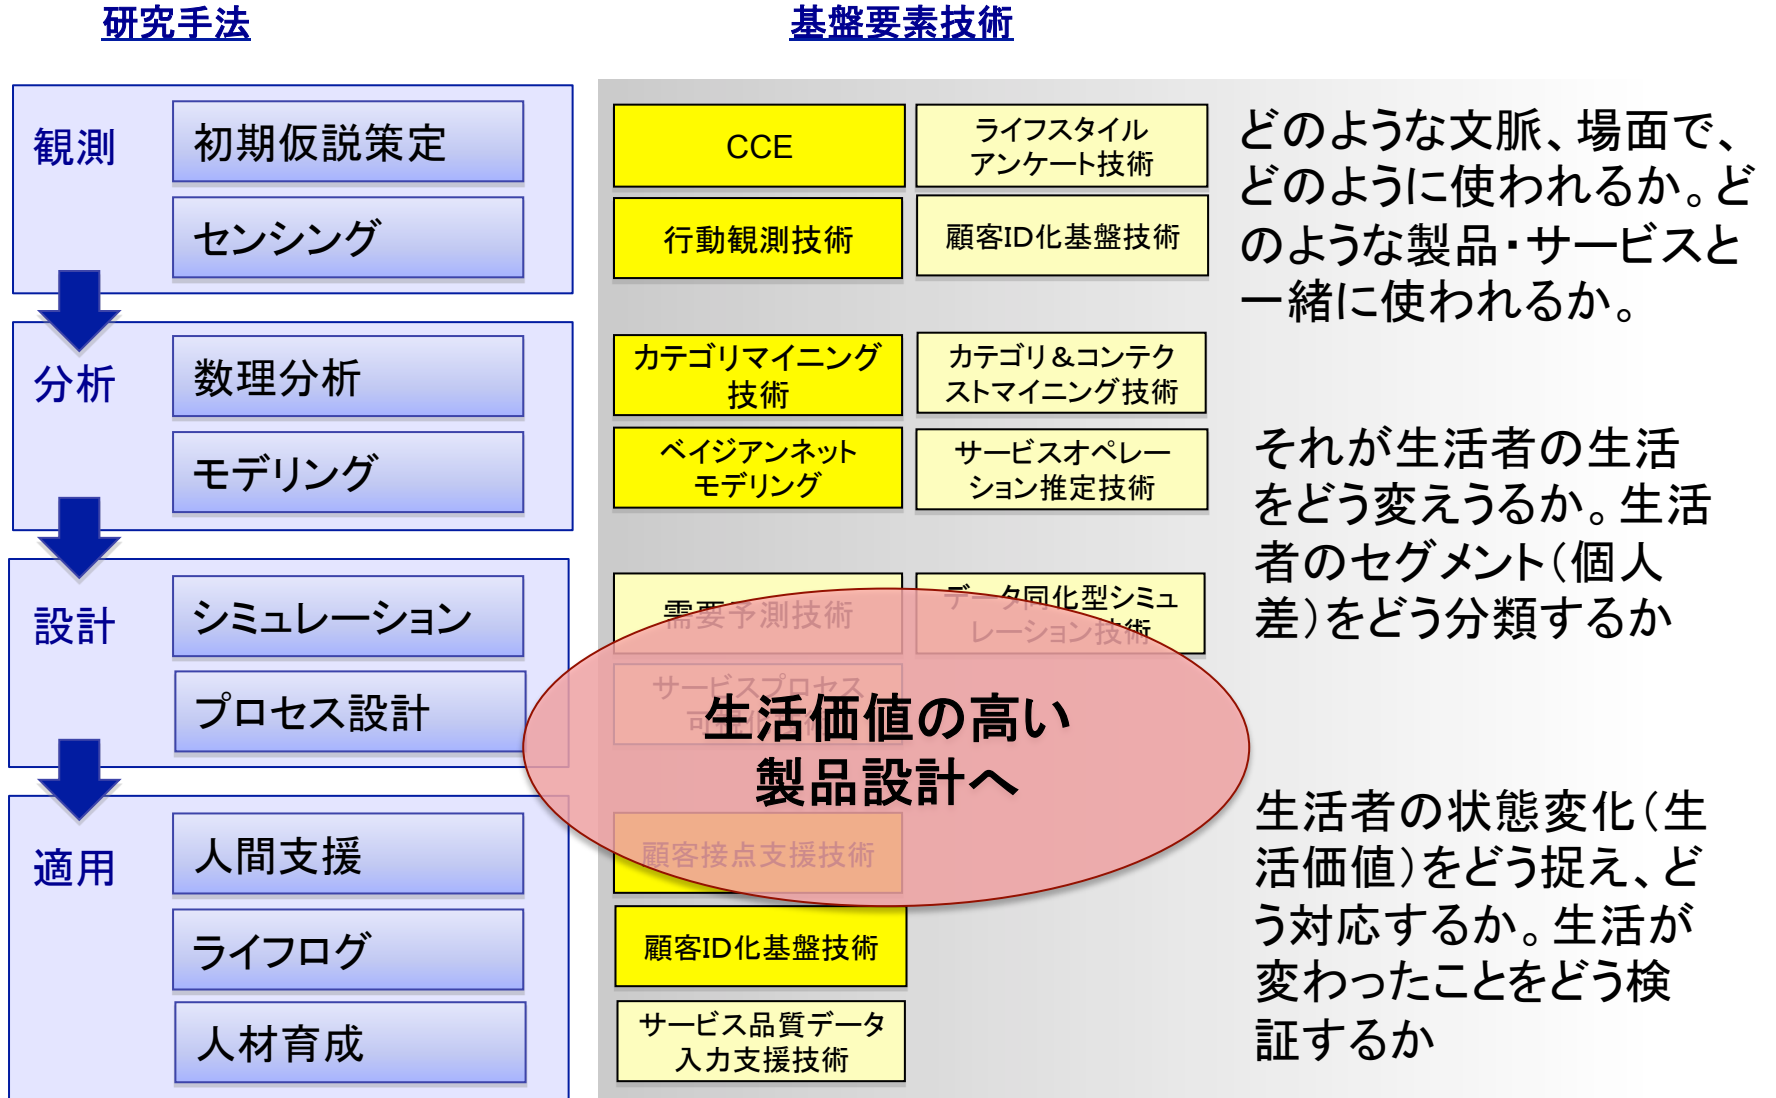 研究手法
基盤要素技術
観測
初期仮説策定
センシング
CCE
ライフスタイル
アンケート技術
行動観測技術
顧客ID化基盤技術
どのような文脈、場面で、
どのように使われるか。ど
のような製品・サービスと
一緒に使われるか。
分析
数理分析
モデリング
カテゴリマイニング
技術
カテゴリ＆コンテク
ストマイニング技術
ベイジアンネット
モデリング
サービスオペレー
ション推定技術
それが生活者の生活
をどう変えうるか。生活
者のセグメント（個人
差）をどう分類するか
設計
シミュレーション
プロセス設計
需要予測技術
データ同化型シミュ
レーション技術
サービスプロセス
可視化技術
生活価値の高い
製品設計へ
適用
人間支援
ライフログ
人材育成
顧客接点支援技術
顧客ID化基盤技術
サービス品質データ
入力支援技術
生活者の状態変化（生
活価値）をどう捉え、ど
う対応するか。生活が
変わったことをどう検
証するか